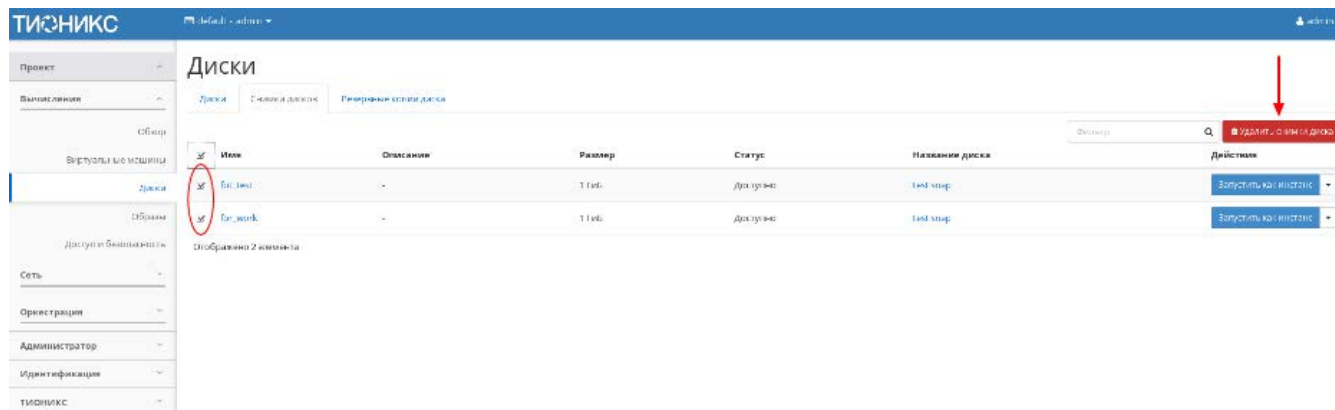 ТИОНИКС
default - admin
admin
Проект
Вычисления
Обзор
Виртуальные машины
Диски
Образы
Доступ и безопасность
Сеть
Оркестрация
Администратор
Идентификация
ТИОНИКС
Диски
Диски Снимки дисков Резервные копии диска
Фильтр Удалить снимки диска
Имя Описание Размер Статус Название диска Действия
for_test - 1 ГиБ Доступно test snap Запустить как инстанс
for_work - 1 ГиБ Доступно test snap Запустить как инстанс
Отображено 2 элемента